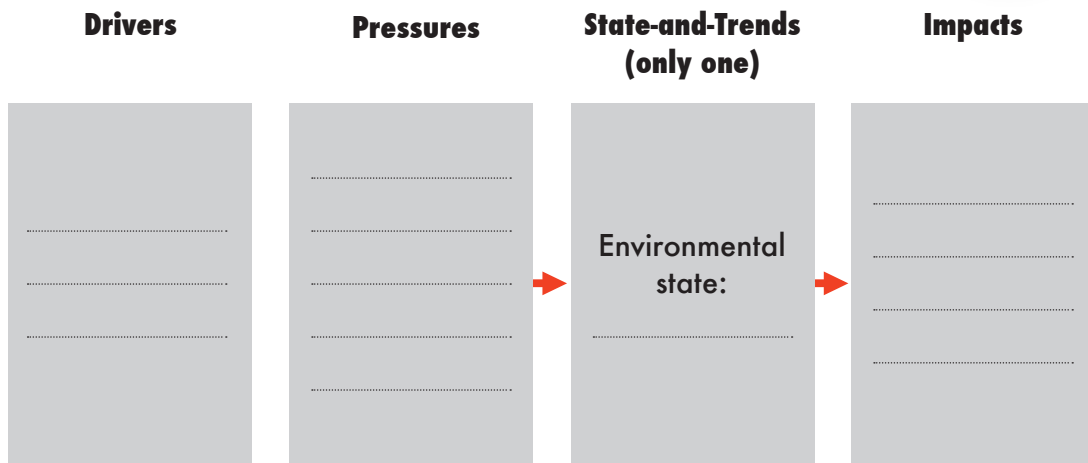 Drivers
Pressures
State-and-Trends
(only one)
Impacts
Environmental
state: